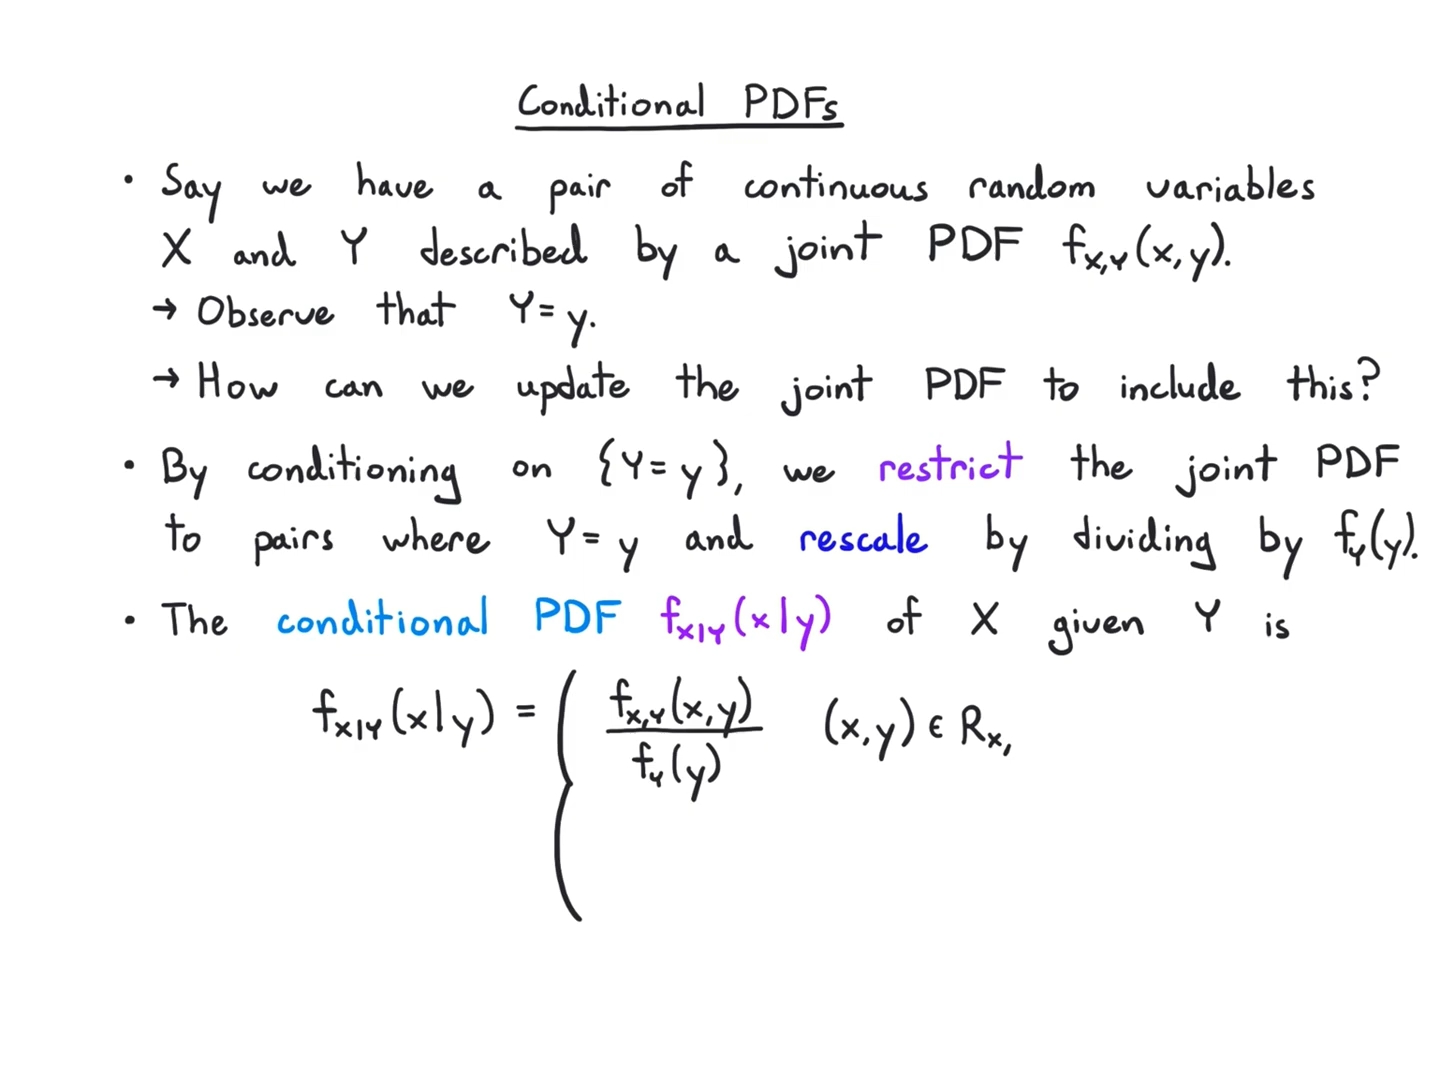 Conditional PDFs
• Say we have a pair of continuous random variables
X and Y described by a joint PDF f_{X,Y}(x,y).
→ Observe that Y=y.
→ How can we update the joint PDF to include this?
• By conditioning on {Y=y}, we restrict the joint PDF
to pairs where Y=y and rescale by dividing by f_Y(y).
• The conditional PDF f_{X|Y}(x|y) of X given Y is
f_{X|Y}(x|y) = { f_{X,Y}(x,y) / f_Y(y) (x,y) ∈ R_{X,